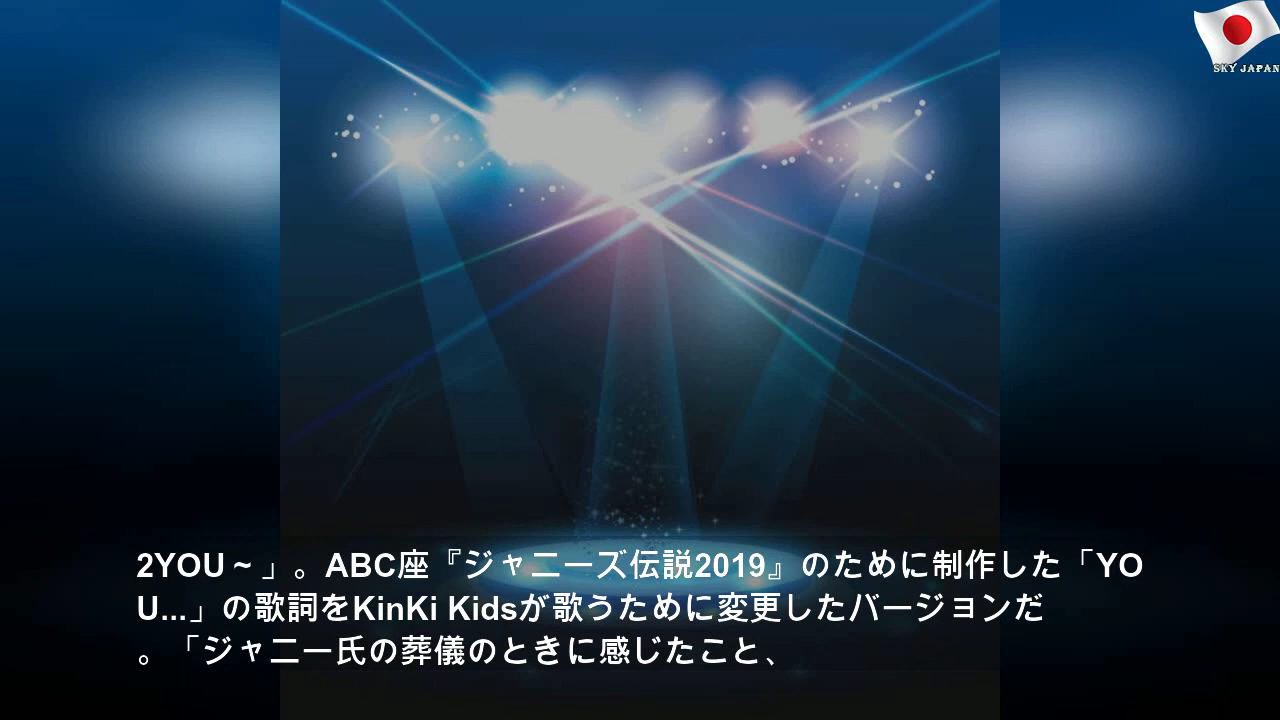 SKY JAPAN
2YOU～」。ABC座『ジャニーズ伝説2019』のために制作した「YO
U...」の歌詞をKinKi Kidsが歌うために変更したバージョンだ
。「ジャニー氏の葬儀のときに感じたこと、